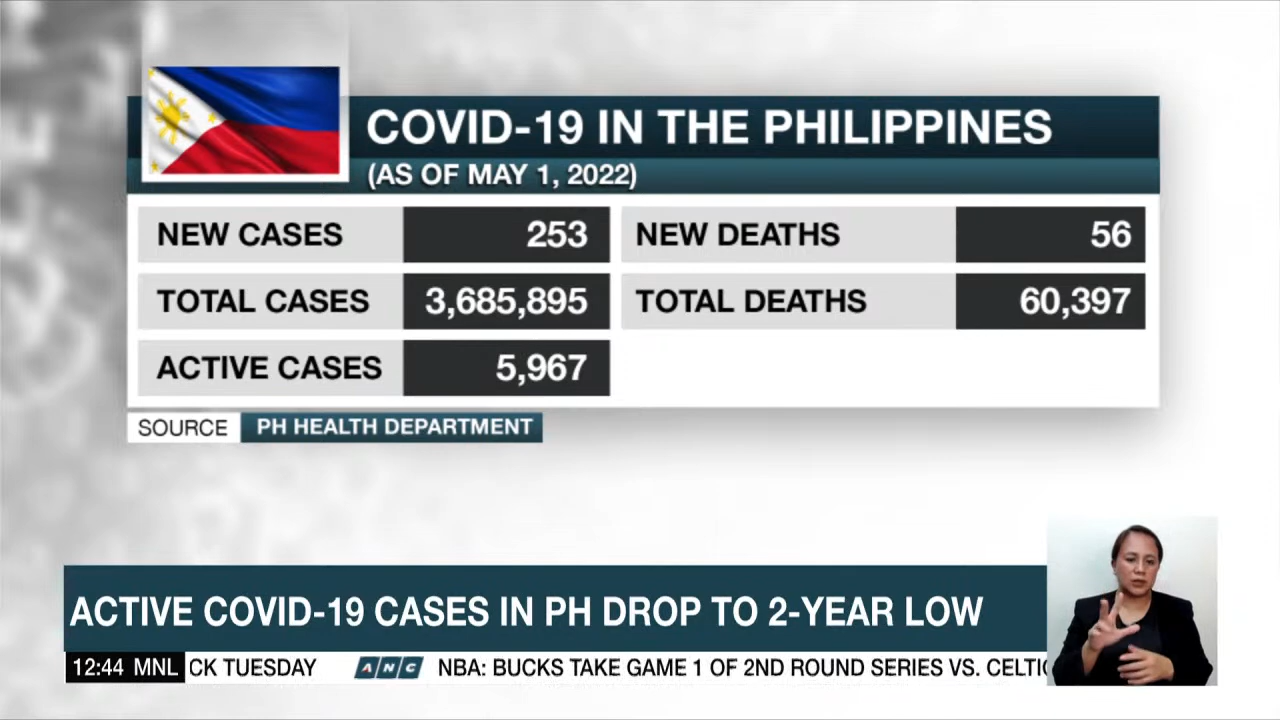 COVID-19 IN THE PHILIPPINES
(AS OF MAY 1, 2022)
NEW CASES 253
NEW DEATHS 56
TOTAL CASES 3,685,895
TOTAL DEATHS 60,397
ACTIVE CASES 5,967
SOURCE PH HEALTH DEPARTMENT
ACTIVE COVID-19 CASES IN PH DROP TO 2-YEAR LOW
12:44 MNL CK TUESDAY ANC NBA: BUCKS TAKE GAME 1 OF 2ND ROUND SERIES VS. CELTIC